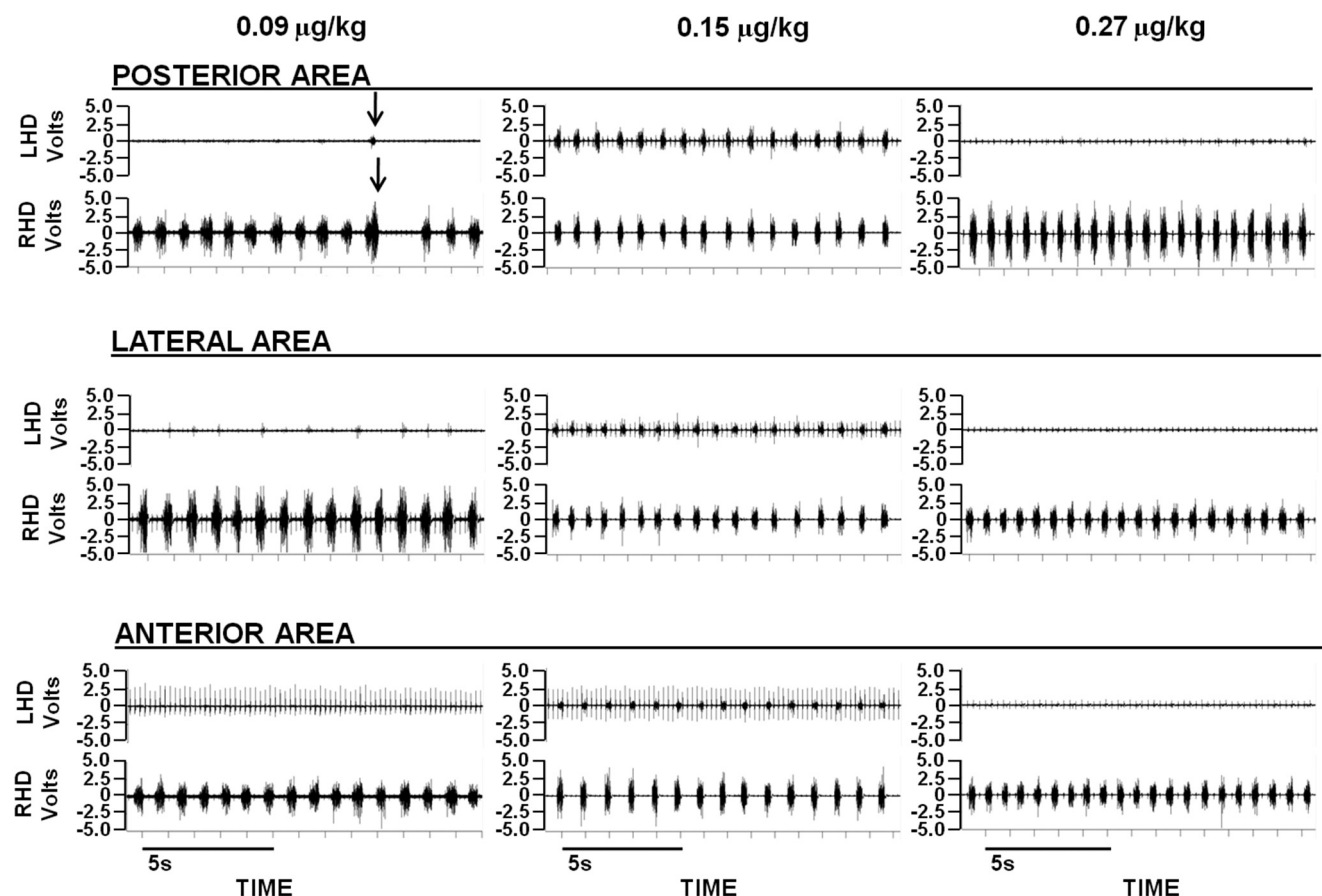 0.09 µg/kg 0.15 µg/kg 0.27 µg/kg
POSTERIOR AREA
LHD Volts 5.0 2.5 0 -2.5 -5.0 5.0 2.5 0 -2.5 -5.0 5.0 2.5 0 -2.5 -5.0
RHD Volts 5.0 2.5 0 -2.5 -5.0 5.0 2.5 0 -2.5 -5.0 5.0 2.5 0 -2.5 -5.0
LATERAL AREA
LHD Volts 5.0 2.5 0 -2.5 -5.0 5.0 2.5 0 -2.5 -5.0 5.0 2.5 0 -2.5 -5.0
RHD Volts 5.0 2.5 0 -2.5 -5.0 5.0 2.5 0 -2.5 -5.0 5.0 2.5 0 -2.5 -5.0
ANTERIOR AREA
LHD Volts 5.0 2.5 0 -2.5 -5.0 5.0 2.5 0 -2.5 -5.0 5.0 2.5 0 -2.5 -5.0
RHD Volts 5.0 2.5 0 -2.5 -5.0 5.0 2.5 0 -2.5 -5.0 5.0 2.5 0 -2.5 -5.0
5s 5s 5s
TIME TIME TIME